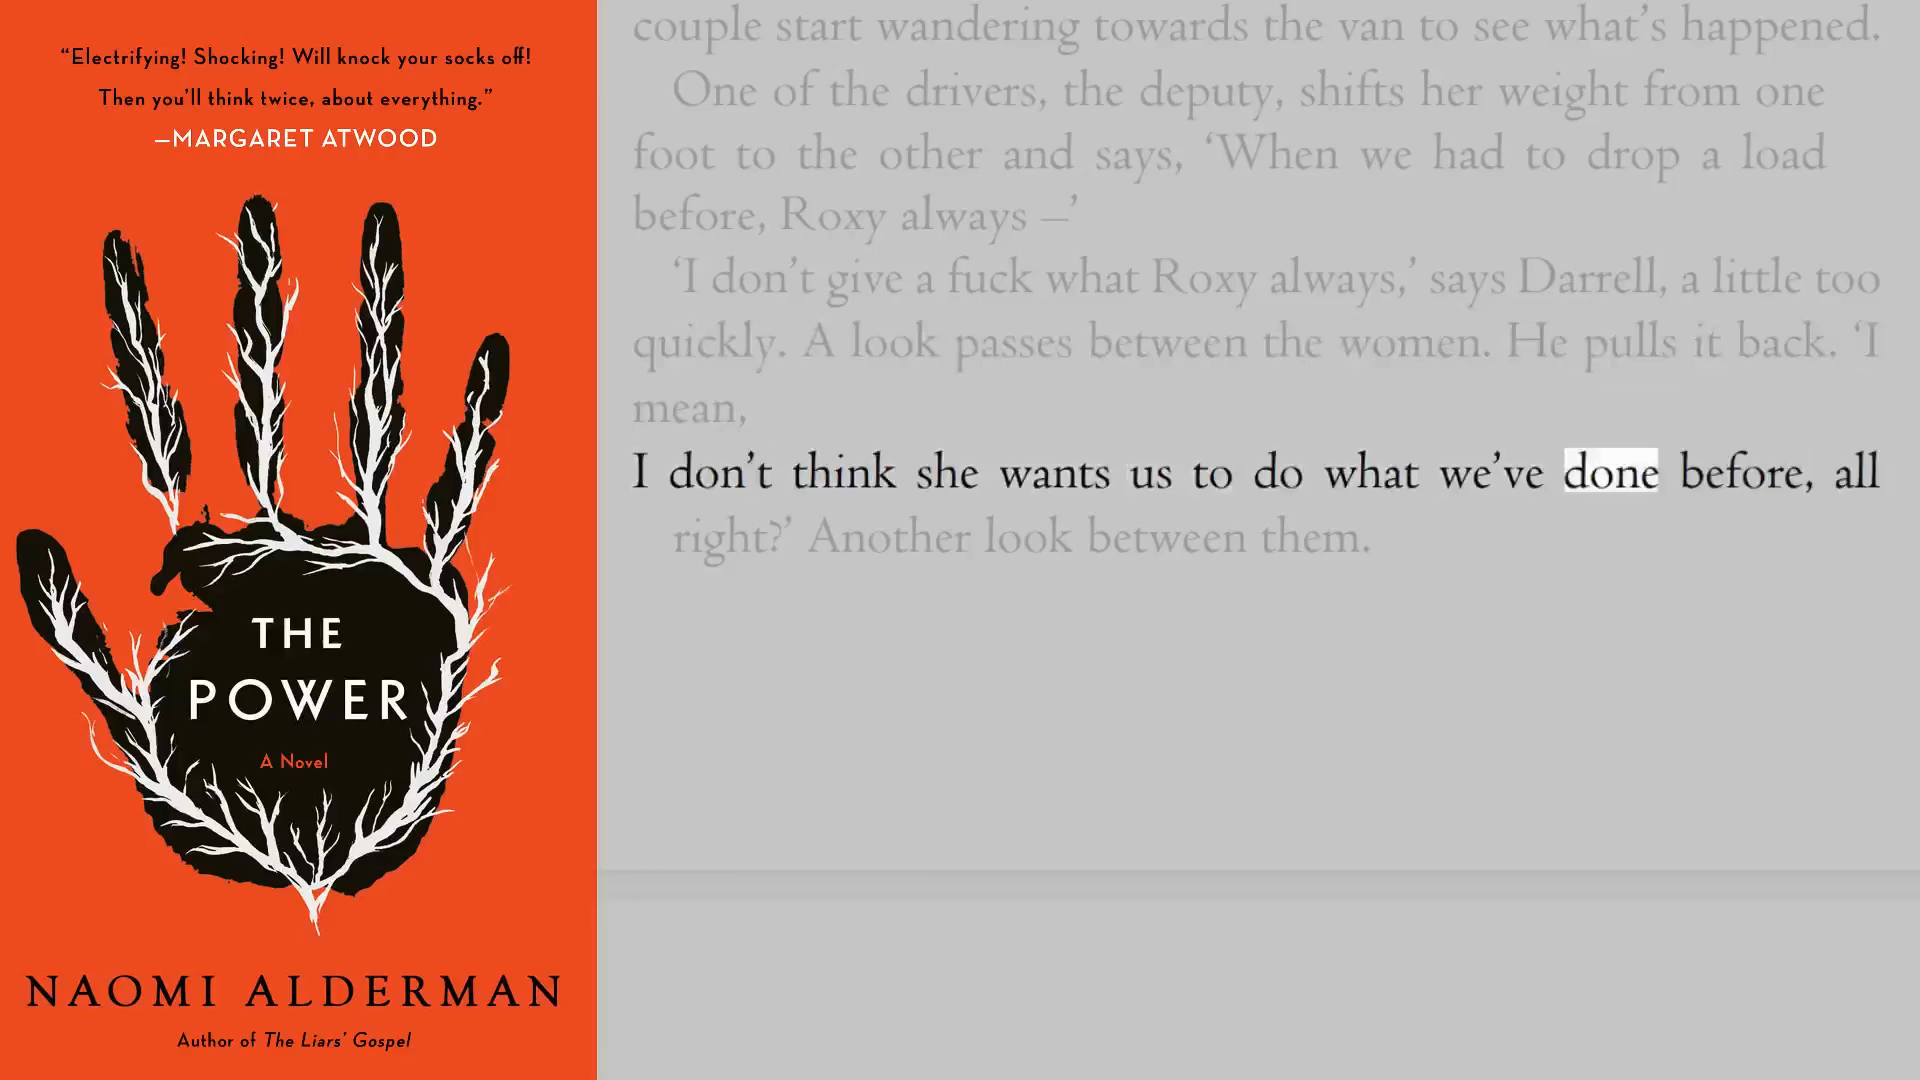 “Electrifying! Shocking! Will knock your socks off!
Then you’ll think twice, about everything.”
—MARGARET ATWOOD
THE
POWER
A Novel
NAOMI ALDERMAN
Author of The Liars’ Gospel
couple start wandering towards the van to see what’s happened.
One of the drivers, the deputy, shifts her weight from one
foot to the other and says, ‘When we had to drop a load
before, Roxy always –’
‘I don’t give a fuck what Roxy always,’ says Darrell, a little too
quickly. A look passes between the women. He pulls it back. ‘I
mean,
I don’t think she wants us to do what we’ve done before, all
right?’ Another look between them.